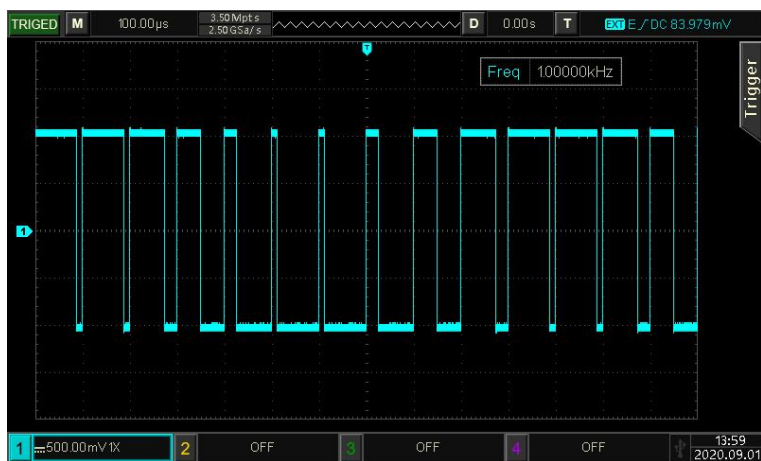 TRIGED M 100.00µs 3.50Mpts D 0.00s T EXT E DC 83.979mV
2.50GSa/s
T
Freq 1.00000kHz
Trigger
1
1 500.00mV 1X 2 OFF 3 OFF 4 OFF 13:59
2020.09.01